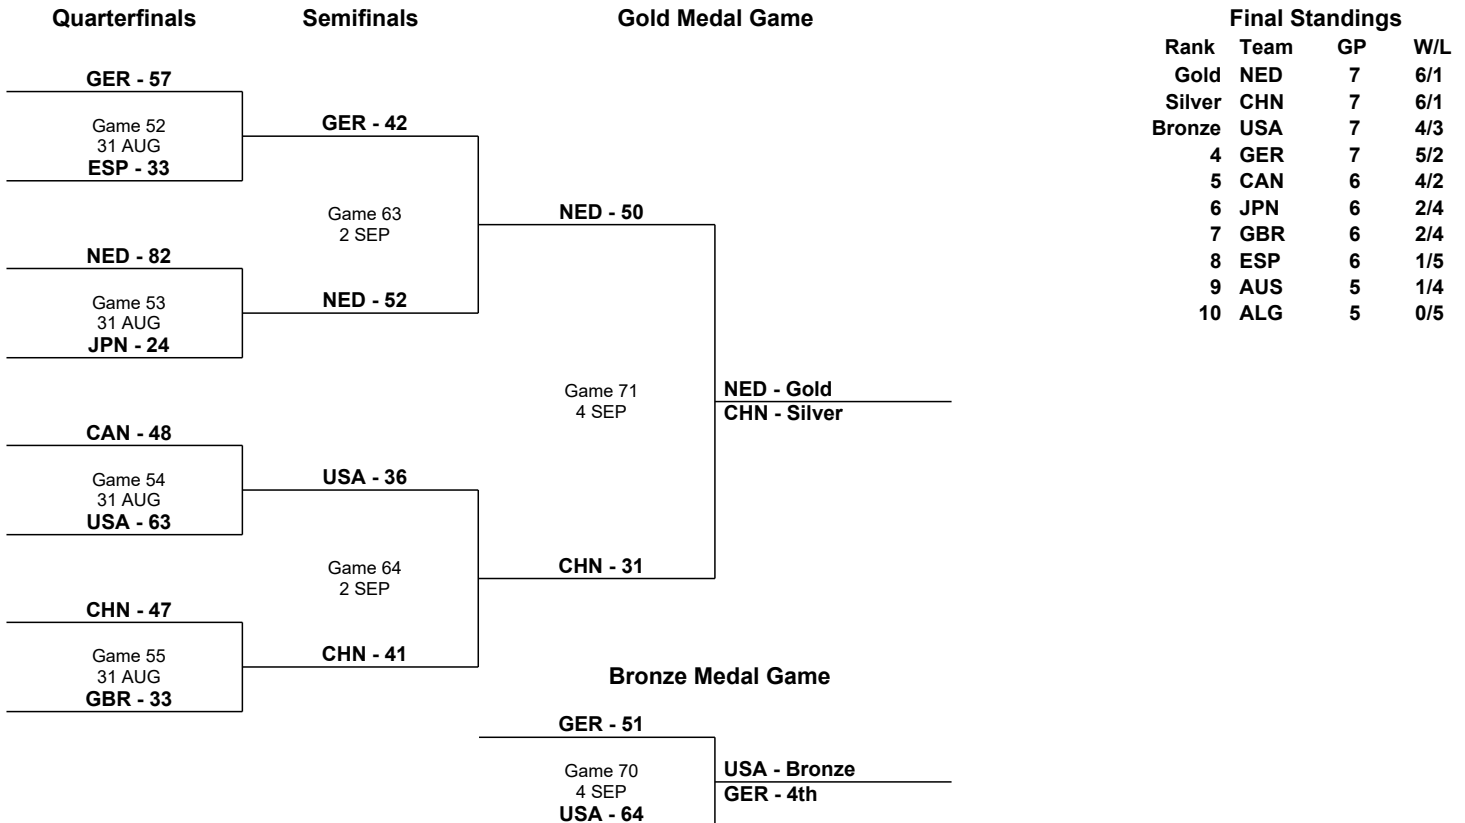 Quarterfinals
Semifinals
Gold Medal Game
Final Standings
Rank Team GP W/L
Gold NED 7 6/1
Silver CHN 7 6/1
Bronze USA 7 4/3
4 GER 7 5/2
5 CAN 6 4/2
6 JPN 6 2/4
7 GBR 6 2/4
8 ESP 6 1/5
9 AUS 5 1/4
10 ALG 5 0/5
GER - 57
Game 52
31 AUG
ESP - 33
NED - 82
Game 53
31 AUG
JPN - 24
CAN - 48
Game 54
31 AUG
USA - 63
CHN - 47
Game 55
31 AUG
GBR - 33
GER - 42
Game 63
2 SEP
NED - 52
USA - 36
Game 64
2 SEP
CHN - 41
NED - 50
Game 71
4 SEP
CHN - 31
NED - Gold
CHN - Silver
Bronze Medal Game
GER - 51
Game 70
4 SEP
USA - 64
USA - Bronze
GER - 4th